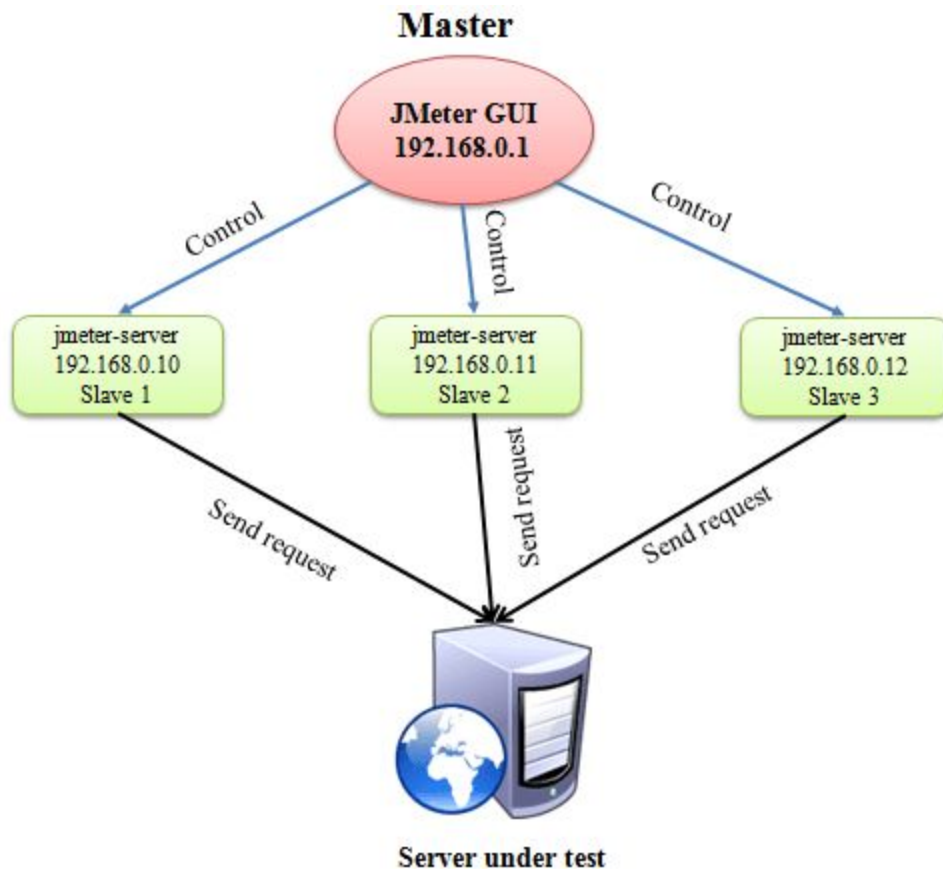 Master
JMeter GUI
192.168.0.1
Control
Control
Control
jmeter-server
192.168.0.10
Slave 1
jmeter-server
192.168.0.11
Slave 2
jmeter-server
192.168.0.12
Slave 3
Send request
Send request
Send request
Server under test